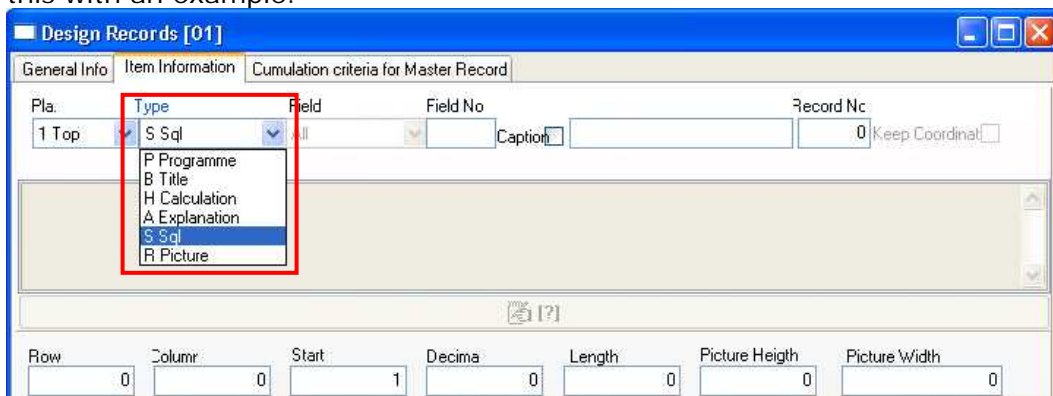 this with an example.
Design Records [01]
General Info Item Information Cumulation criteria for Master Record
Pla. Type Field Field No Record Nc
1 Top S Sql All Caption 0 Keep Coordinat
P Programme
B Title
H Calculation
A Explanation
S Sql
R Picture
[?]
Row Column Start Decima Length Picture Heigth Picture Width
0 0 1 0 0 0 0